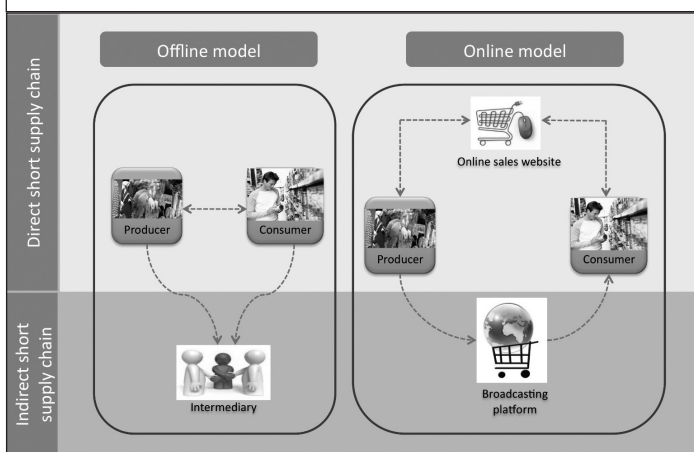 Offline model
Online model
Direct short supply chain
Online sales website
Producer
Consumer
Producer
Consumer
Indirect short
supply chain
Intermediary
Broadcasting
platform